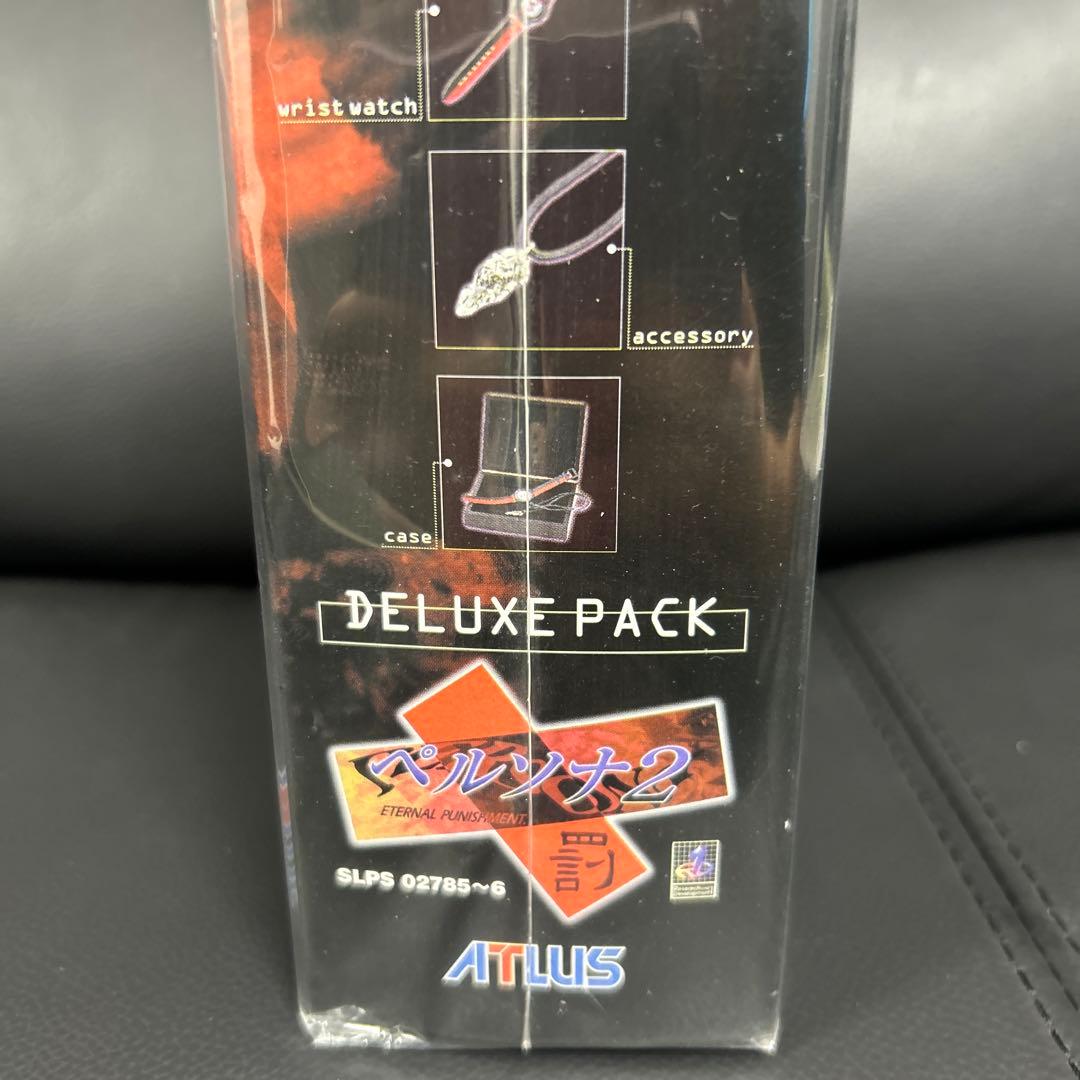 wrist watch
accessory
case
DELUXE PACK
ペルソナ2
ETERNAL PUNISHMENT.
罰
SLPS 02785~6
ATLUS